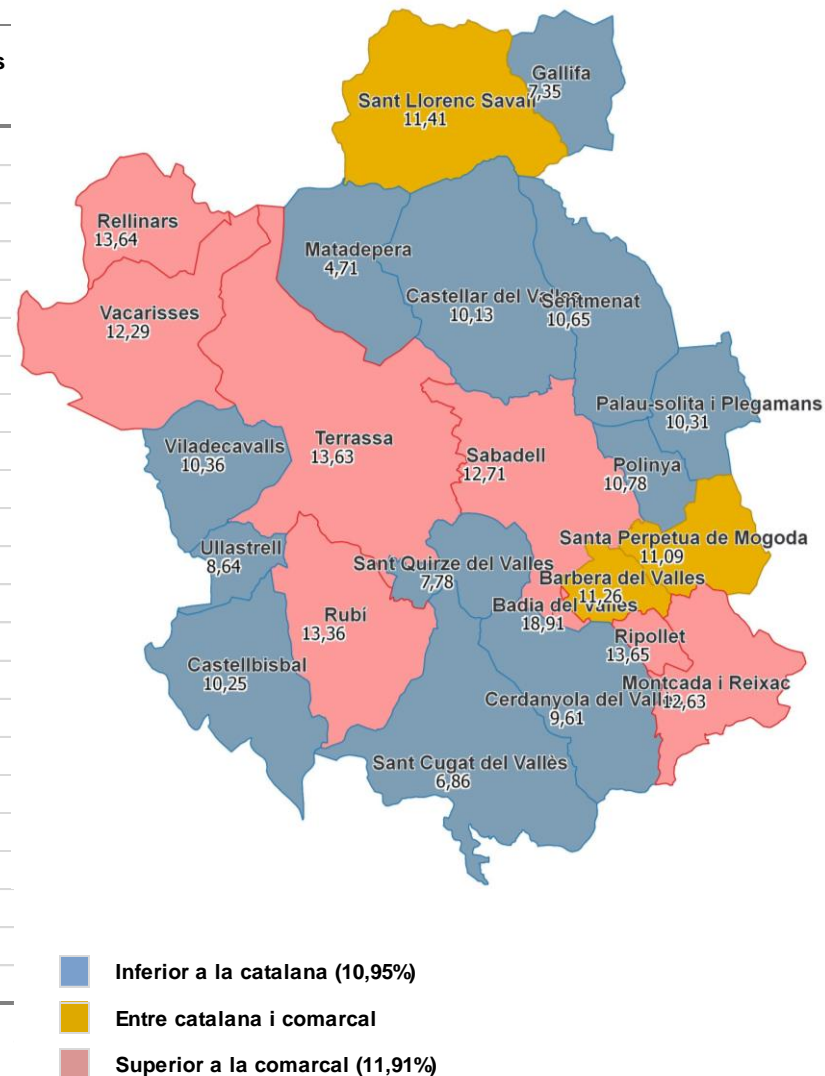 s
Gallifa
7,35
Sant Llorenc Savall
11,41
Rellinars
13,64
Matadepera
4,71
Castellar del Valles
10,13
Sentmenat
10,65
Vacarisses
12,29
Palau-solita i Plegamans
10,31
Viladecavalls
10,36
Terrassa
13,63
Sabadell
12,71
Polinya
10,78
Santa Perpetua de Mogoda
11,09
Ullastrell
8,64
Sant Quirze del Valles
7,78
Barbera del Valles
11,26
Badia del Valles
18,91
Rubí
13,36
Ripollet
13,65
Castellbisbal
10,25
Montcada i Reixac
12,63
Cerdanyola del Valles
9,61
Sant Cugat del Vallès
6,86
Inferior a la catalana (10,95%)
Entre catalana i comarcal
Superior a la comarcal (11,91%)